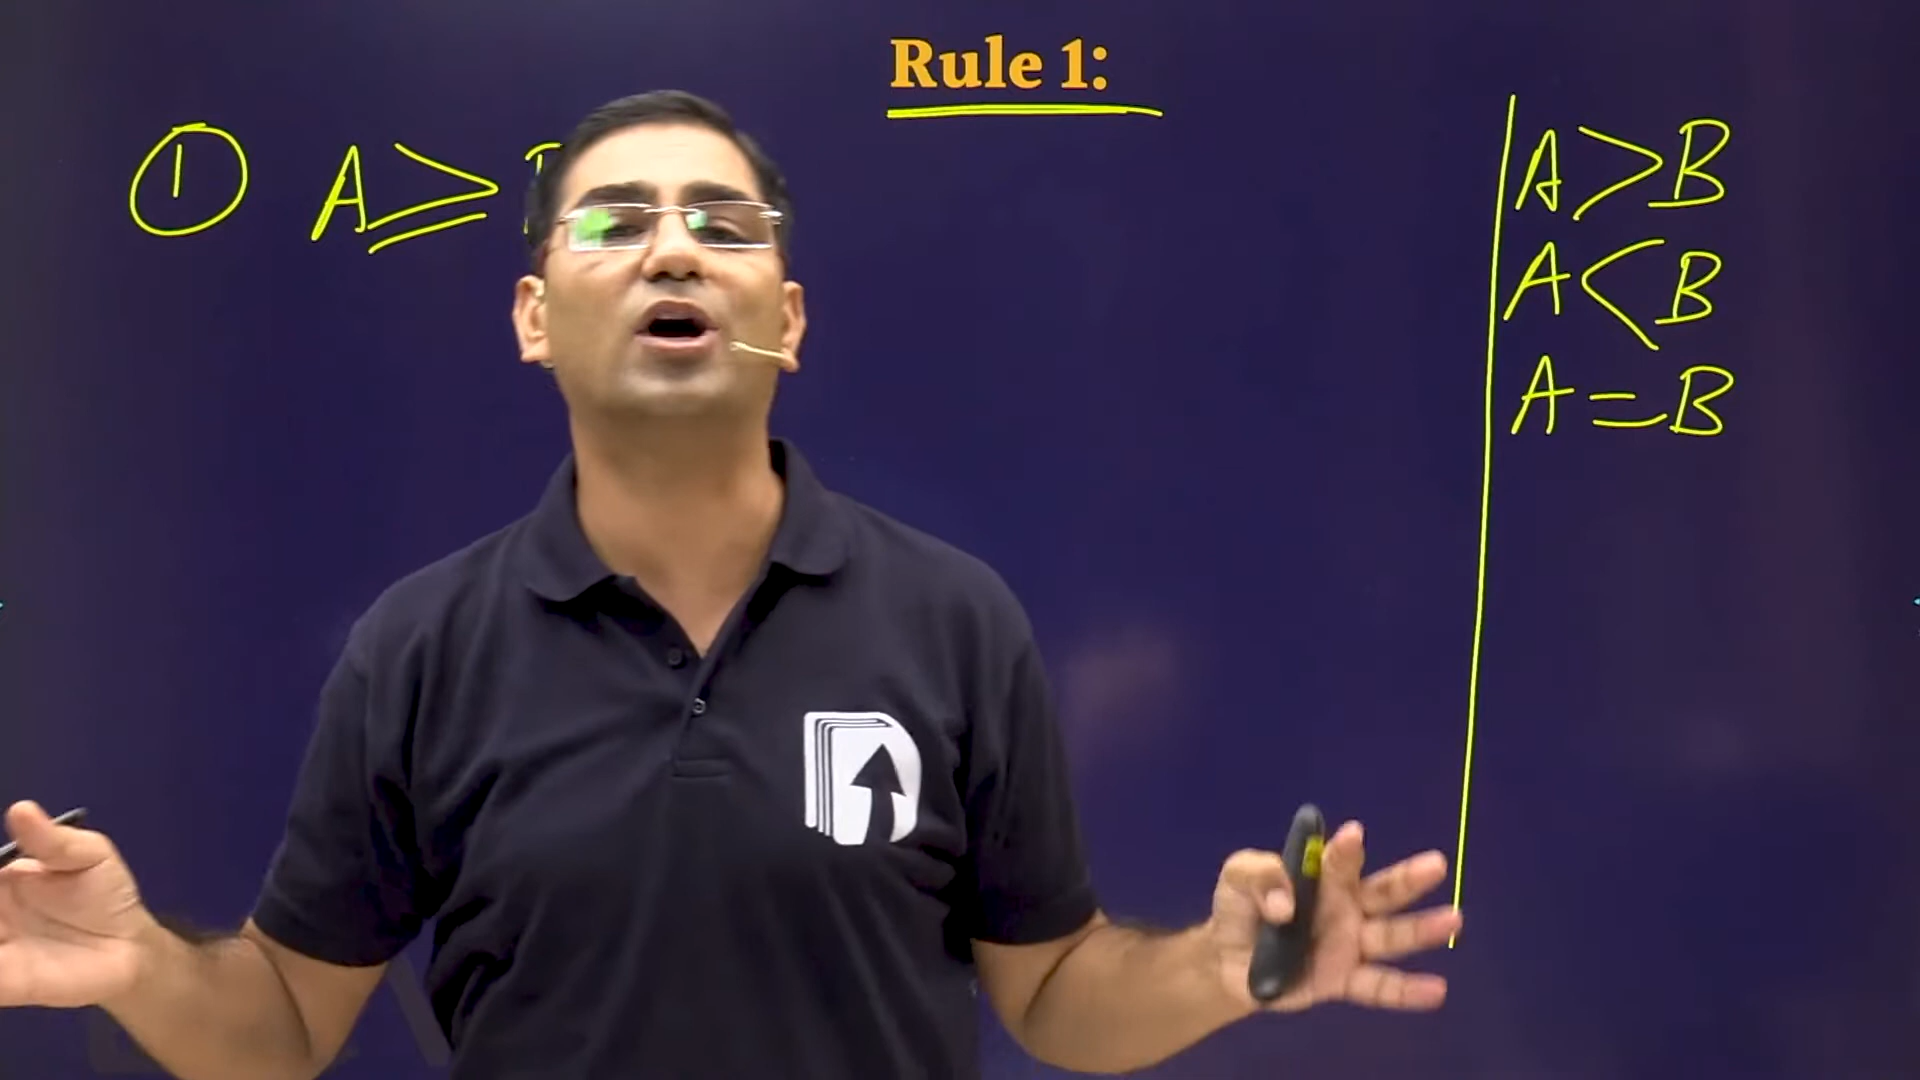 Rule 1:
1 A ≥
A > B
A < B
A = B